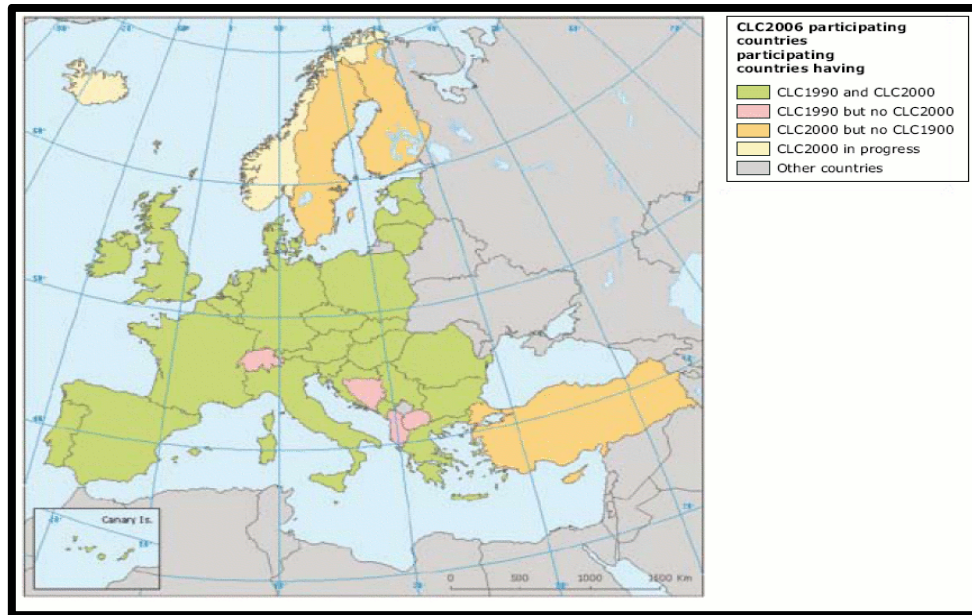 CLC2006 participating
countries
participating
countries having
CLC1990 and CLC2000
CLC1990 but no CLC2000
CLC2000 but no CLC1900
CLC2000 in progress
Other countries
Canary Is.
0 500 1000 1500 Km